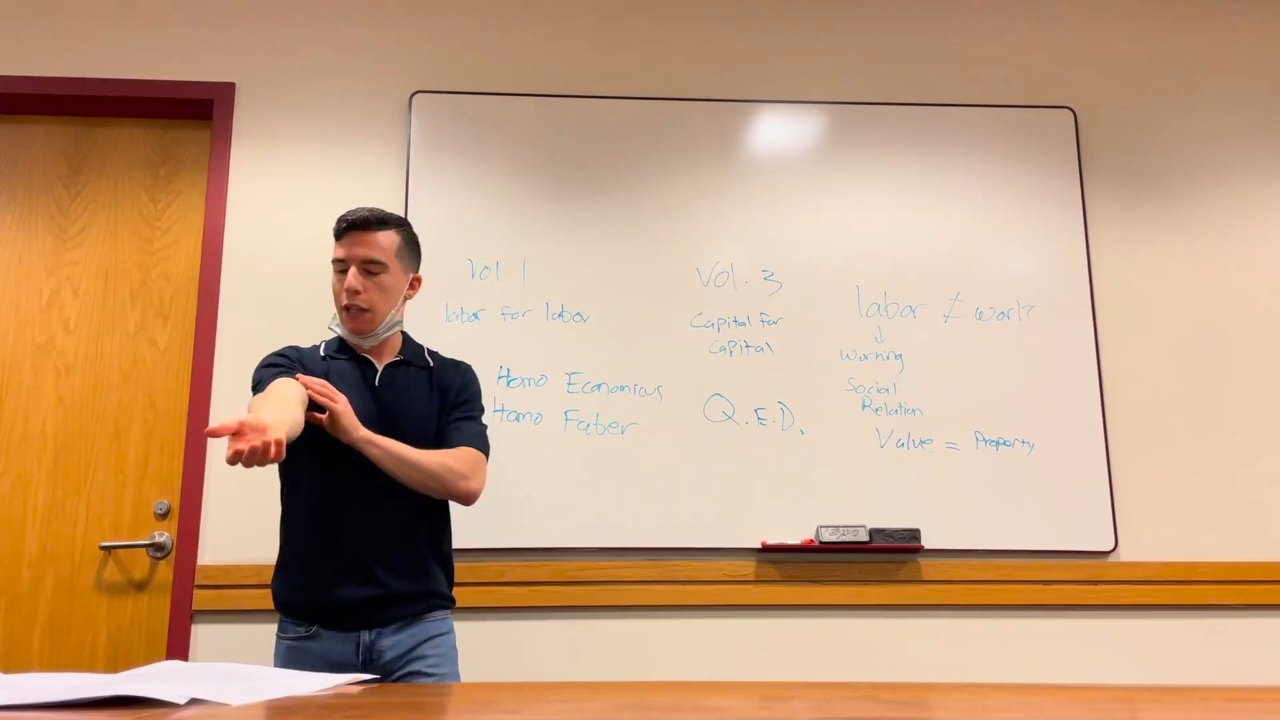 Vol. 1
labor for labor
Homo Economicus
Homo Faber
Vol. 3
Capital for
Capital
Q.E.D.
labor ≠ work
↓
working
Social
Relation
Value = Property